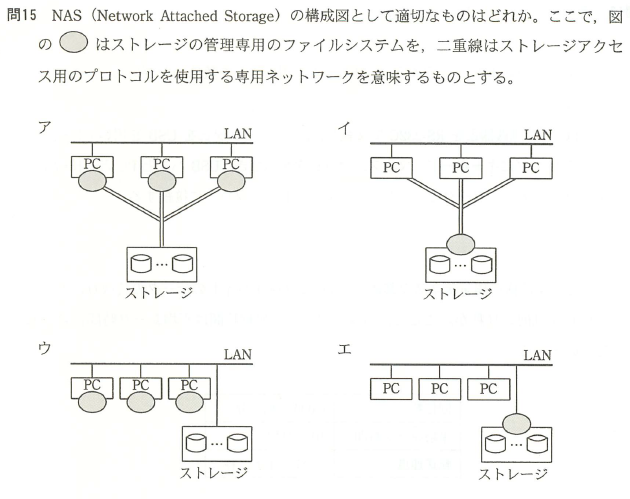 問15 NAS（Network Attached Storage）の構成図として適切なものはどれか。ここで，図
の はストレージの管理専用のファイルシステムを，二重線はストレージアクセ
ス用のプロトコルを使用する専用ネットワークを意味するものとする。
ア
LAN
PC PC PC
…
ストレージ
イ
LAN
PC PC PC
…
ストレージ
ウ
LAN
PC PC PC
…
ストレージ
エ
LAN
PC PC PC
…
ストレージ